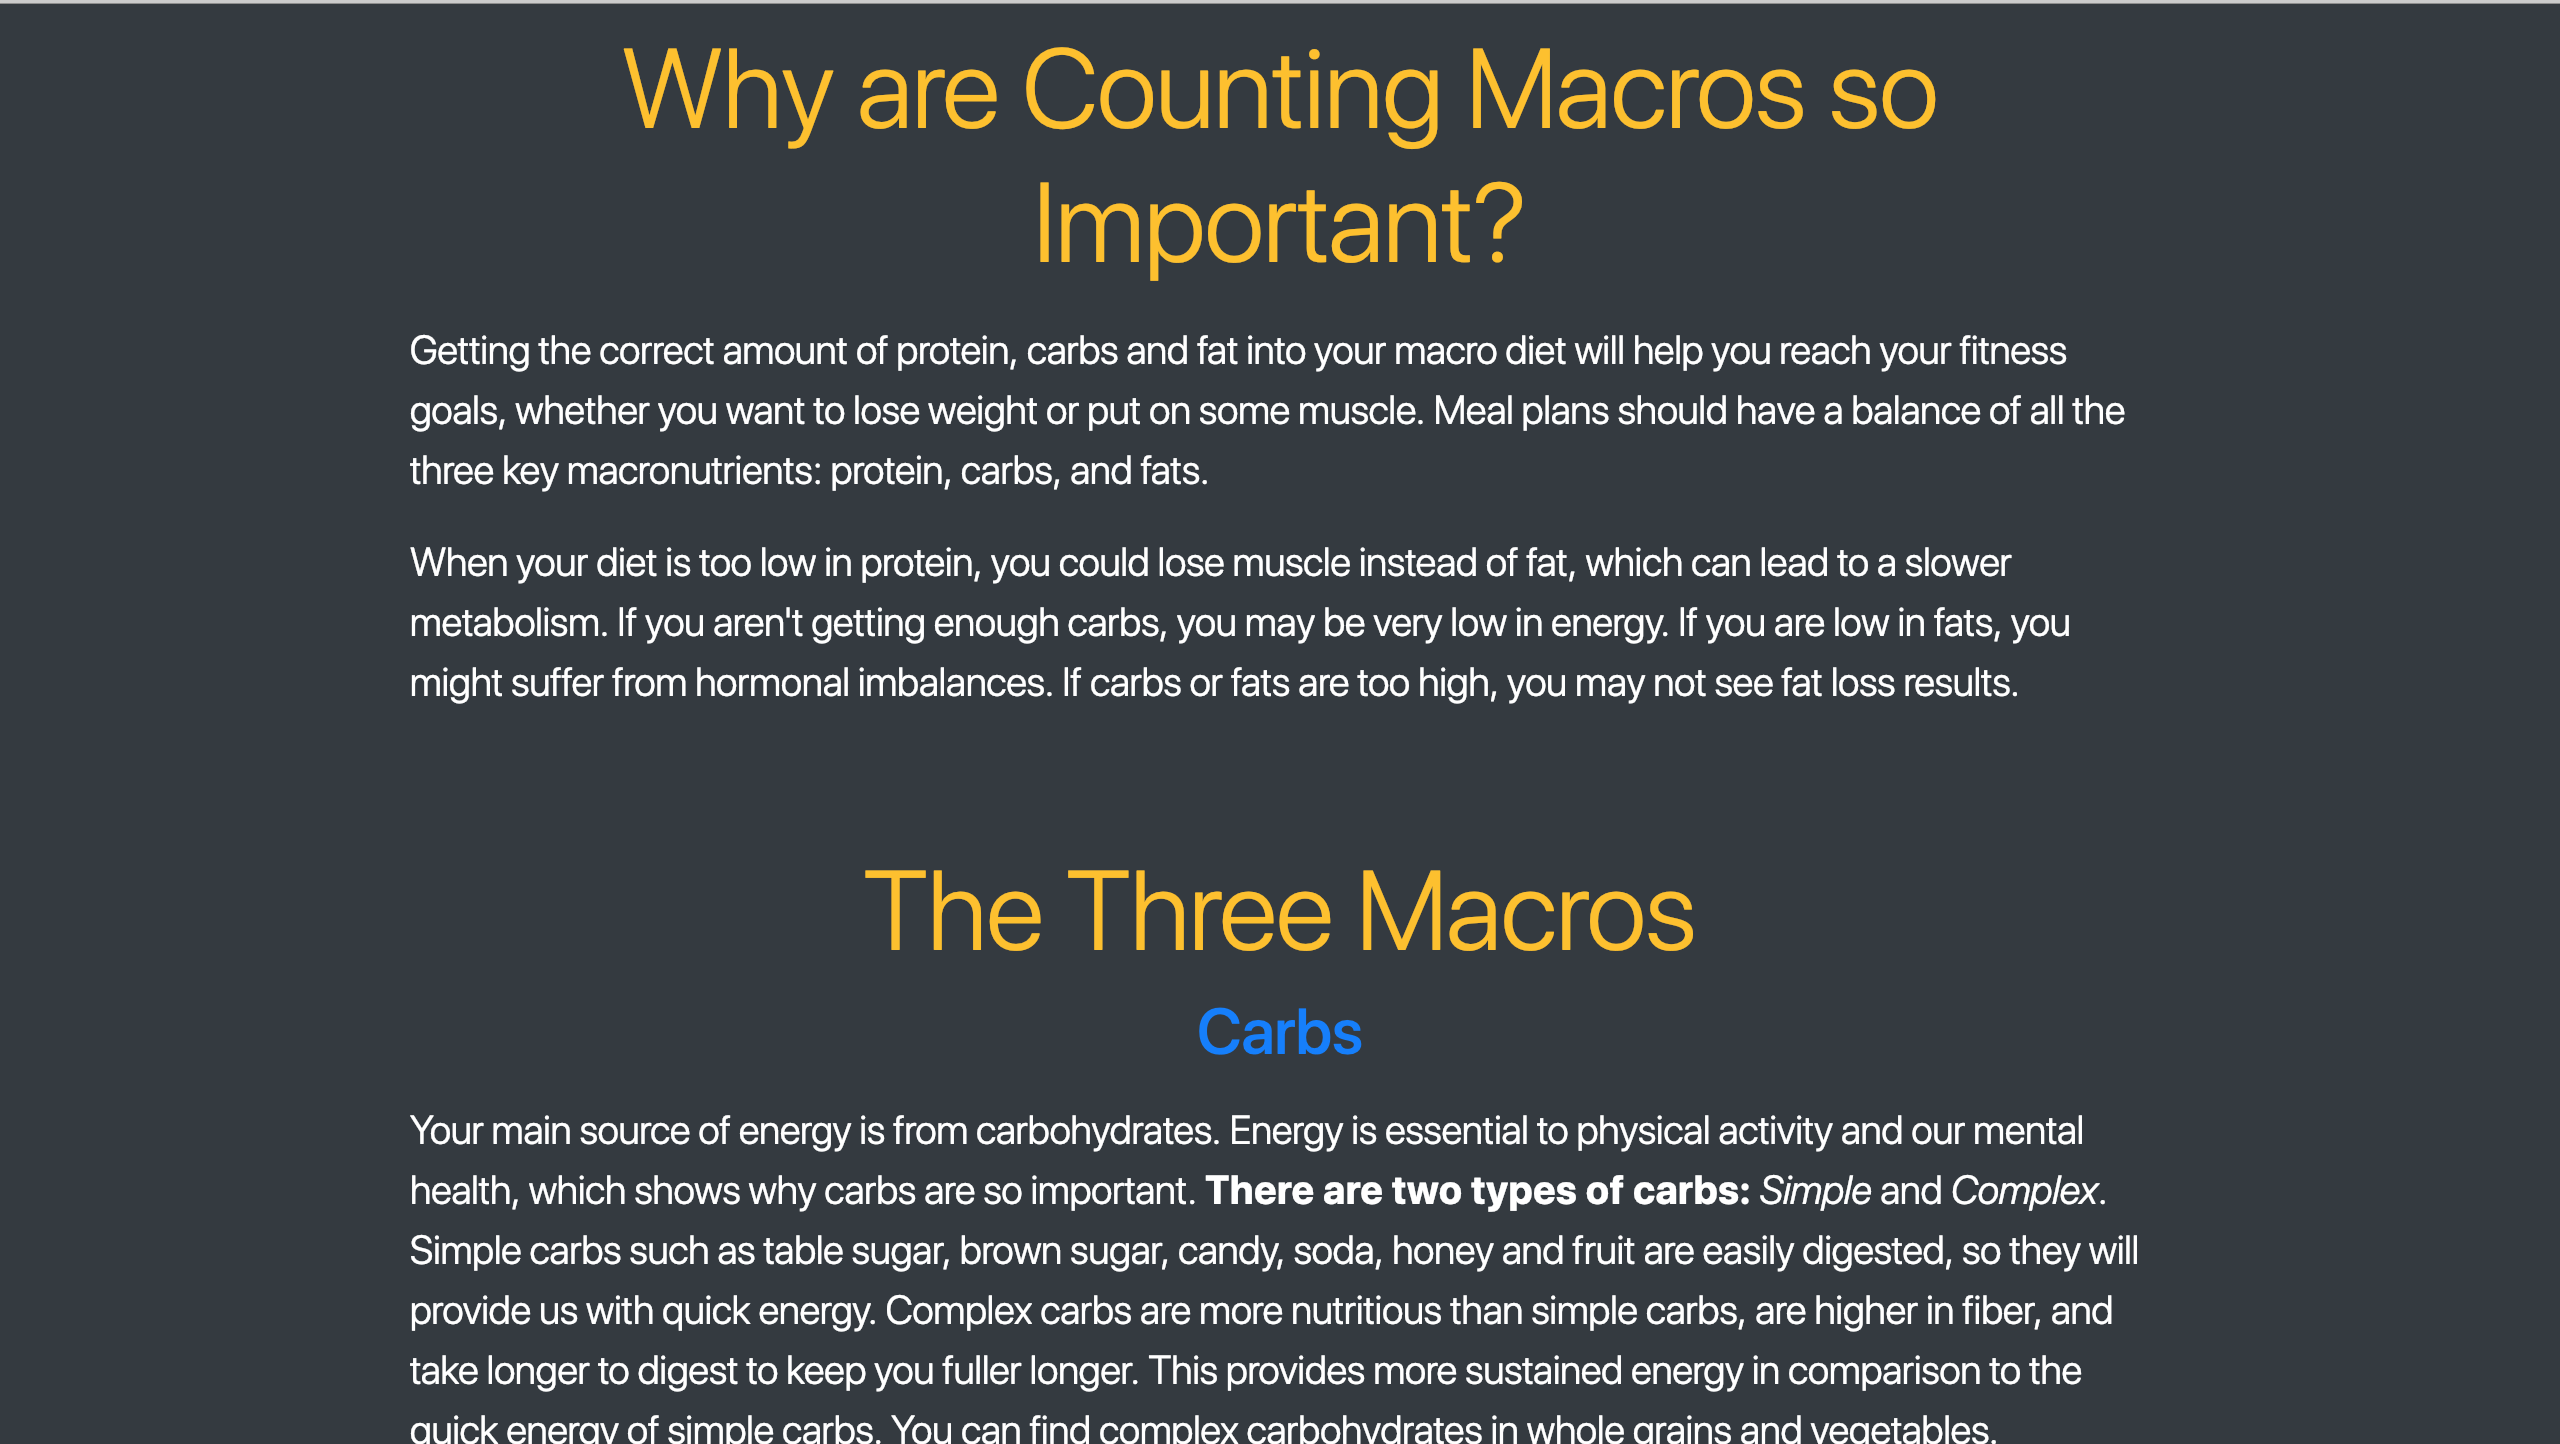 Why are Counting Macros so
Important?
Getting the correct amount of protein, carbs and fat into your macro diet will help you reach your fitness
goals, whether you want to lose weight or put on some muscle. Meal plans should have a balance of all the
three key macronutrients: protein, carbs, and fats.
When your diet is too low in protein, you could lose muscle instead of fat, which can lead to a slower
metabolism. If you aren't getting enough carbs, you may be very low in energy. If you are low in fats, you
might suffer from hormonal imbalances. If carbs or fats are too high, you may not see fat loss results.
The Three Macros
Carbs
Your main source of energy is from carbohydrates. Energy is essential to physical activity and our mental
health, which shows why carbs are so important. There are two types of carbs: Simple and Complex.
Simple carbs such as table sugar, brown sugar, candy, soda, honey and fruit are easily digested, so they will
provide us with quick energy. Complex carbs are more nutritious than simple carbs, are higher in fiber, and
take longer to digest to keep you fuller longer. This provides more sustained energy in comparison to the
quick energy of simple carbs. You can find complex carbohydrates in whole grains and vegetables.